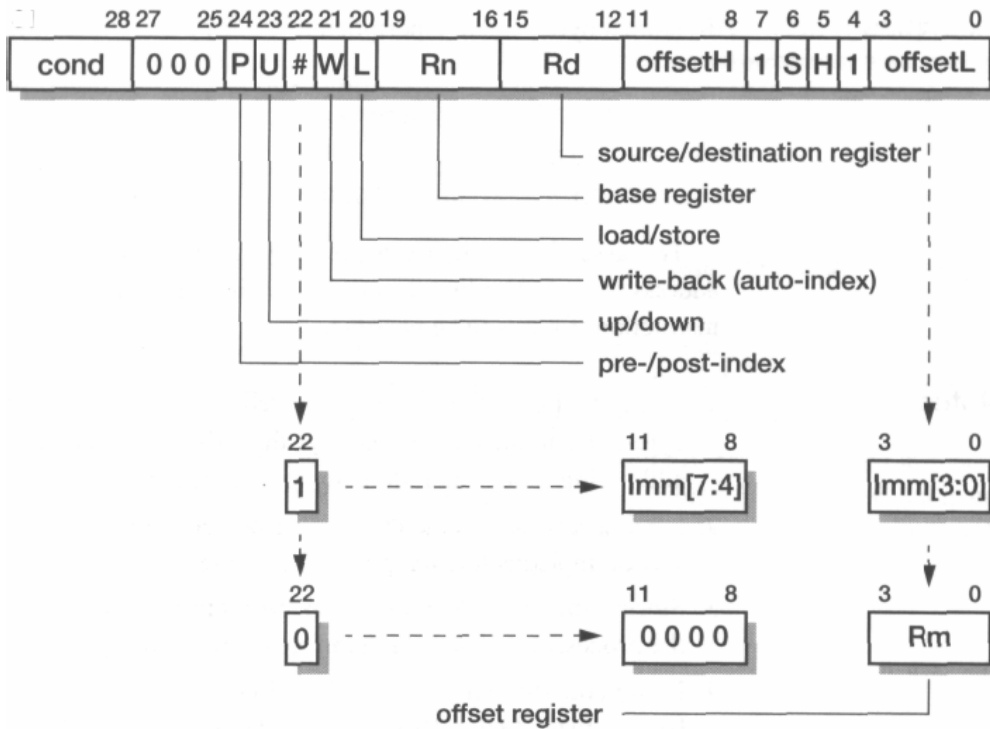 28 27 25 24 23 22 21 20 19 16 15 12 11 8 7 6 5 4 3 0
cond 0 0 0 P U # W L Rn Rd offsetH 1 S H 1 offsetL
source/destination register
base register
load/store
write-back (auto-index)
up/down
pre-/post-index
22 11 8 3 0
1 Imm[7:4] Imm[3:0]
22 11 8 3 0
0 0 0 0 0 Rm
offset register